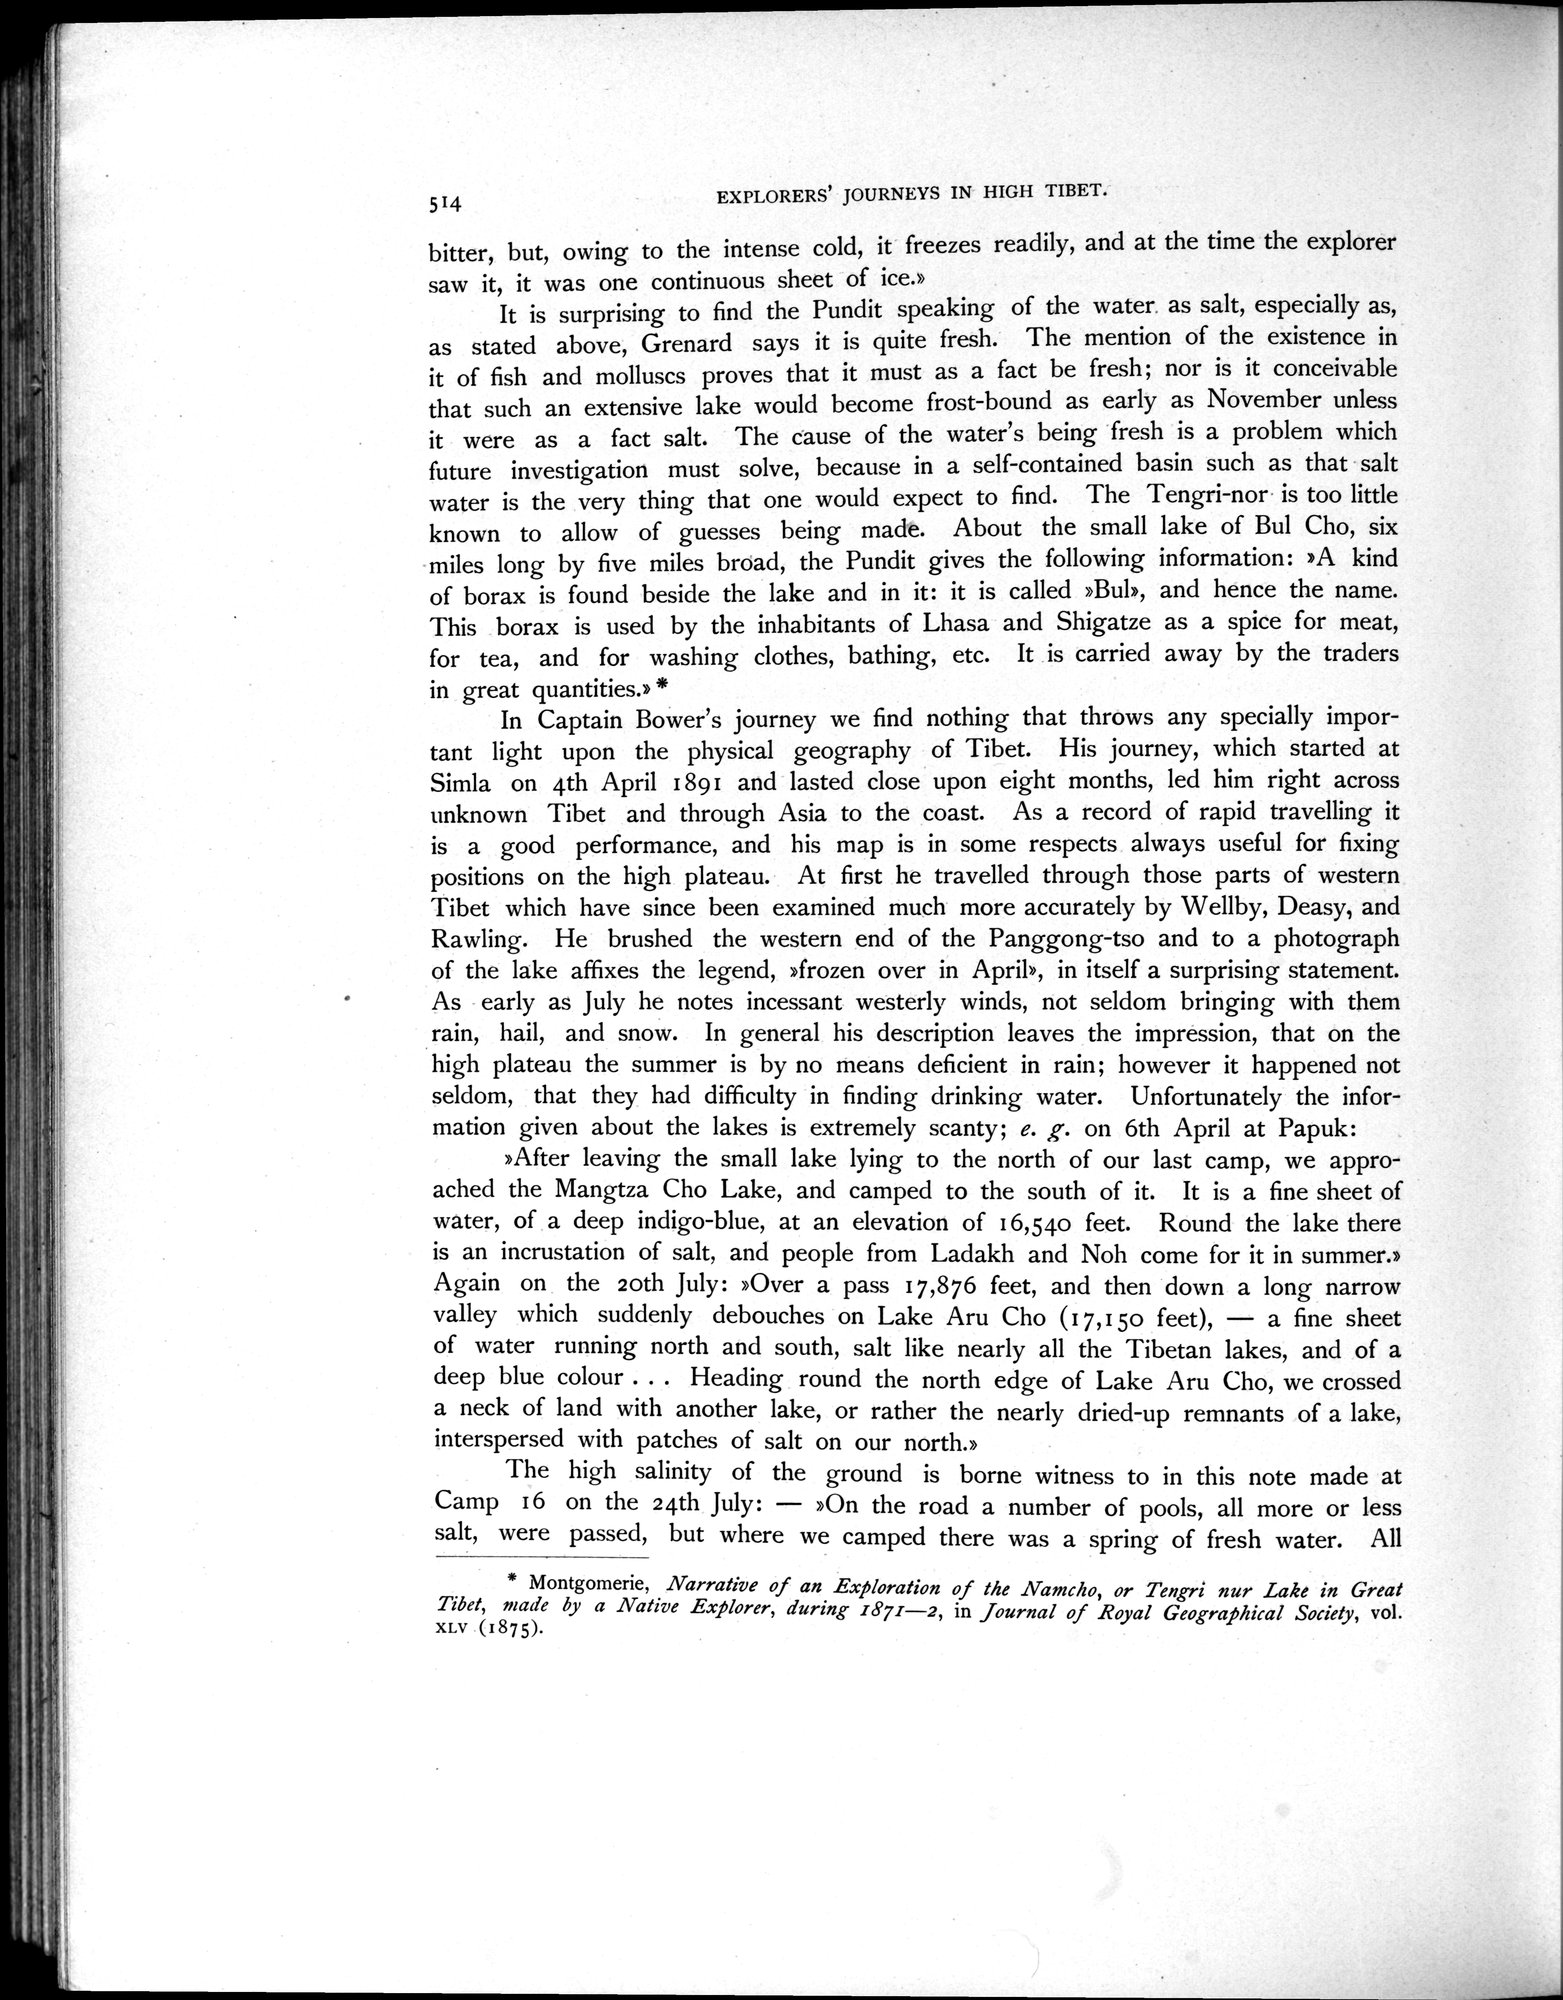 514
EXPLORERS' JOURNEYS IN HIGH TIBET.
bitter, but, owing to the intense cold, it freezes readily, and at the time the explorer
saw it, it was one continuous sheet of ice.»
It is surprising to find the Pundit speaking of the water as salt, especially as,
as stated above, Grenard says it is quite fresh. The mention of the existence in
it of fish and molluscs proves that it must as a fact be fresh; nor is it conceivable
that such an extensive lake would become frost-bound as early as November unless
it were as a fact salt. The cause of the water's being fresh is a problem which
future investigation must solve, because in a self-contained basin such as that salt
water is the very thing that one would expect to find. The Tengri-nor is too little
known to allow of guesses being made. About the small lake of Bul Cho, six
miles long by five miles broad, the Pundit gives the following information: »A kind
of borax is found beside the lake and in it: it is called »Bul», and hence the name.
This borax is used by the inhabitants of Lhasa and Shigatze as a spice for meat,
for tea, and for washing clothes, bathing, etc. It is carried away by the traders
in great quantities.» *
In Captain Bower's journey we find nothing that throws any specially impor-
tant light upon the physical geography of Tibet. His journey, which started at
Simla on 4th April 1891 and lasted close upon eight months, led him right across
unknown Tibet and through Asia to the coast. As a record of rapid travelling it
is a good performance, and his map is in some respects always useful for fixing
positions on the high plateau. At first he travelled through those parts of western
Tibet which have since been examined much more accurately by Wellby, Deasy, and
Rawling. He brushed the western end of the Panggong-tso and to a photograph
of the lake affixes the legend, »frozen over in April», in itself a surprising statement.
As early as July he notes incessant westerly winds, not seldom bringing with them
rain, hail, and snow. In general his description leaves the impression, that on the
high plateau the summer is by no means deficient in rain; however it happened not
seldom, that they had difficulty in finding drinking water. Unfortunately the infor-
mation given about the lakes is extremely scanty; e. g. on 6th April at Papuk:
»After leaving the small lake lying to the north of our last camp, we appro-
ached the Mangtza Cho Lake, and camped to the south of it. It is a fine sheet of
water, of a deep indigo-blue, at an elevation of 16,540 feet. Round the lake there
is an incrustation of salt, and people from Ladakh and Noh come for it in summer.»
Again on the 20th July: »Over a pass 17,876 feet, and then down a long narrow
valley which suddenly debouches on Lake Aru Cho (17,150 feet), — a fine sheet
of water running north and south, salt like nearly all the Tibetan lakes, and of a
deep blue colour . . . Heading round the north edge of Lake Aru Cho, we crossed
a neck of land with another lake, or rather the nearly dried-up remnants of a lake,
interspersed with patches of salt on our north.»
The high salinity of the ground is borne witness to in this note made at
Camp 16 on the 24th July: — »On the road a number of pools, all more or less
salt, were passed, but where we camped there was a spring of fresh water. All
* Montgomerie, Narrative of an Exploration of the Namcho, or Tengri nur Lake in Great
Tibet, made by a Native Explorer, during 1871—2, in Journal of Royal Geographical Society, vol.
XLV (1875).